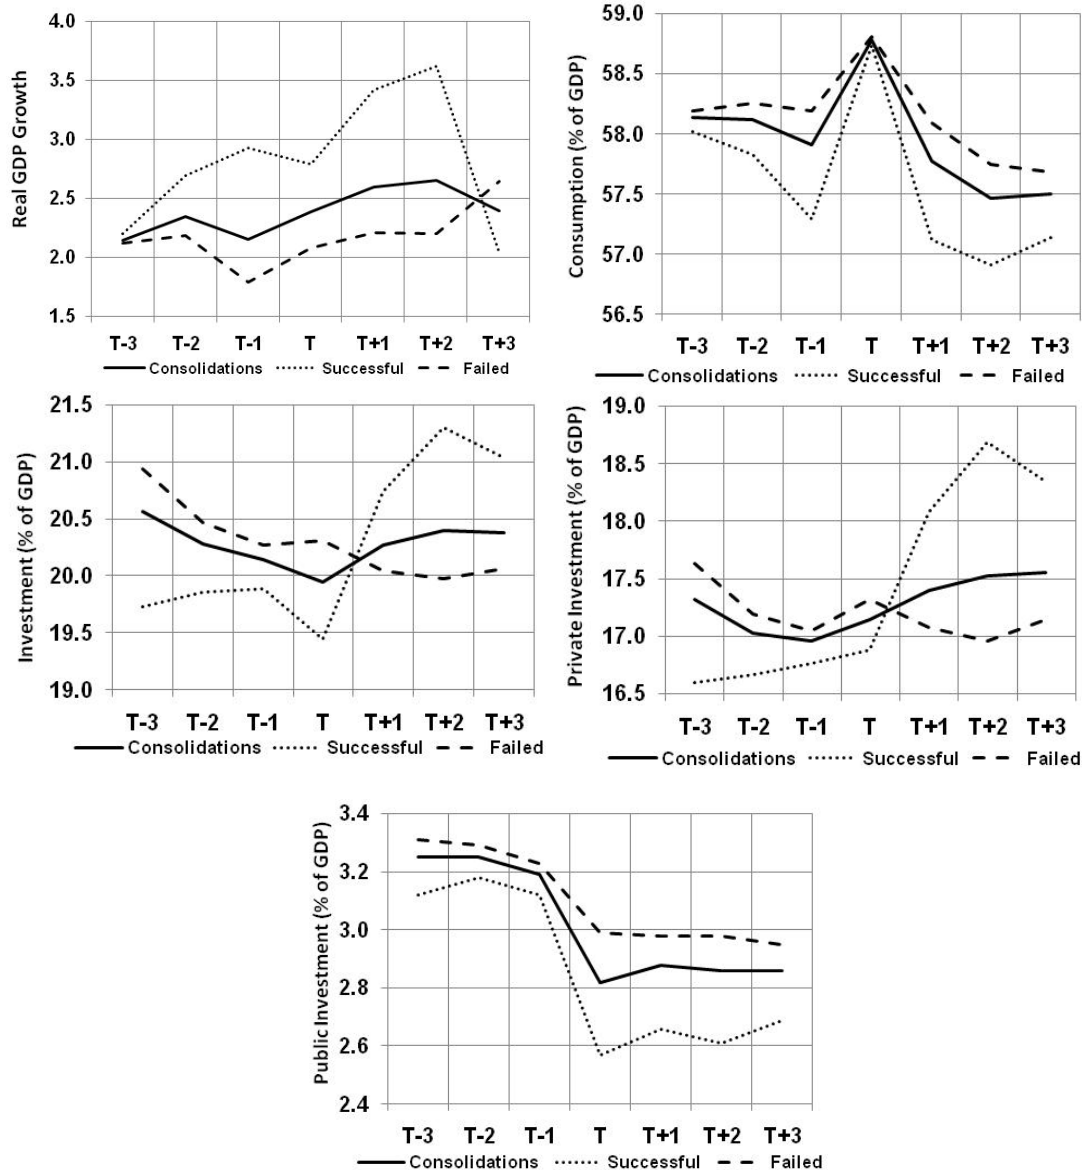 Real GDP Growth
4.0
3.5
3.0
2.5
2.0
1.5
T-3 T-2 T-1 T T+1 T+2 T+3
Consolidations Successful Failed
Consumption (% of GDP)
59.0
58.5
58.0
57.5
57.0
56.5
T-3 T-2 T-1 T T+1 T+2 T+3
Consolidations Successful Failed
Investment (% of GDP)
21.5
21.0
20.5
20.0
19.5
19.0
T-3 T-2 T-1 T T+1 T+2 T+3
Consolidations Successful Failed
Private Investment (% of GDP)
19.0
18.5
18.0
17.5
17.0
16.5
T-3 T-2 T-1 T T+1 T+2 T+3
Consolidations Successful Failed
Public Investment (% of GDP)
3.4
3.2
3.0
2.8
2.6
2.4
T-3 T-2 T-1 T T+1 T+2 T+3
Consolidations Successful Failed